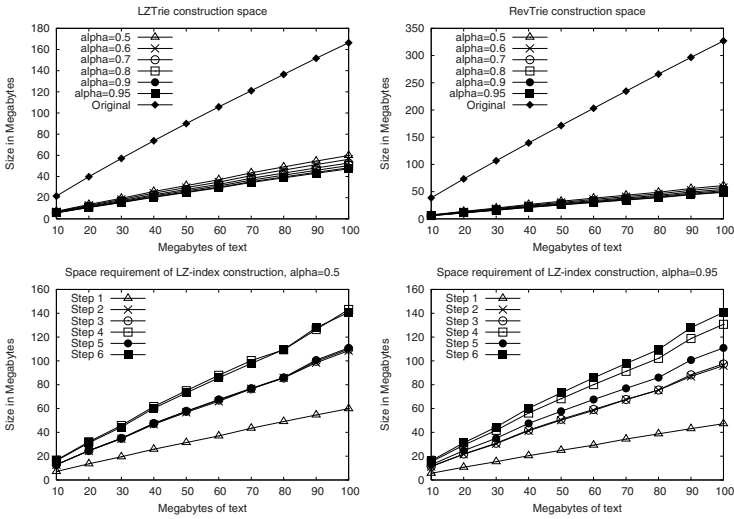 LZTrie construction space
180
160
140
120
100
80
60
40
20
0
Size in Megabytes
alpha=0.5
alpha=0.6
alpha=0.7
alpha=0.8
alpha=0.9
alpha=0.95
Original
10 20 30 40 50 60 70 80 90 100
Megabytes of text
RevTrie construction space
350
300
250
200
150
100
50
0
Size in Megabytes
alpha=0.5
alpha=0.6
alpha=0.7
alpha=0.8
alpha=0.9
alpha=0.95
Original
10 20 30 40 50 60 70 80 90 100
Megabytes of text
Space requirement of LZ-index construction, alpha=0.5
160
140
120
100
80
60
40
20
0
Size in Megabytes
Step 1
Step 2
Step 3
Step 4
Step 5
Step 6
10 20 30 40 50 60 70 80 90 100
Megabytes of text
Space requirement of LZ-index construction, alpha=0.95
160
140
120
100
80
60
40
20
0
Size in Megabytes
Step 1
Step 2
Step 3
Step 4
Step 5
Step 6
10 20 30 40 50 60 70 80 90 100
Megabytes of text